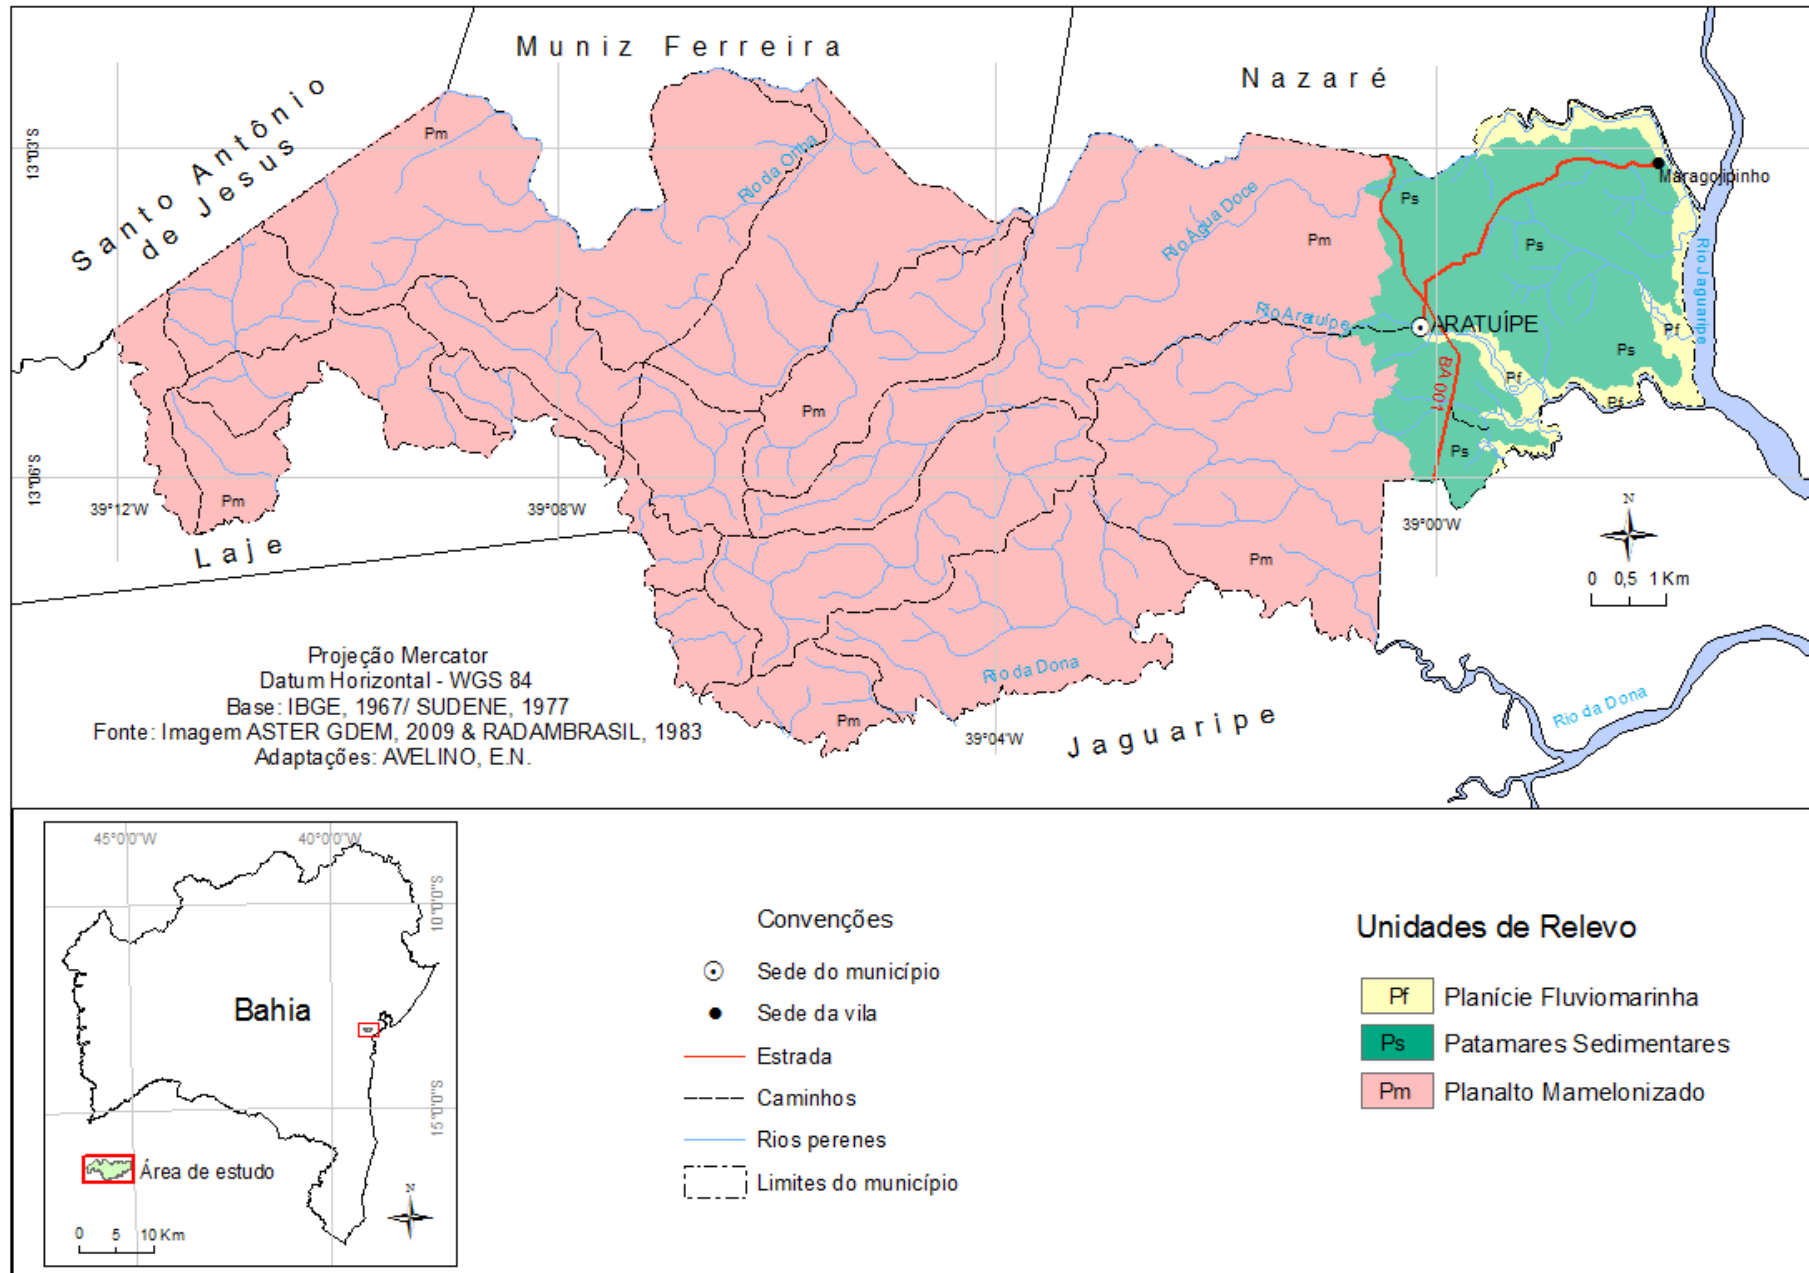 Muniz Ferreira
Nazaré
Santo Antônio
de Jesus
13°03'S
Pm
Rio da Onha
Maragojipinho
Ps
Rio Água Doce
Pm
Ps
Rio Jaguaripe
Rio Aratuípe
ARATUÍPE
Pf
Ps
BA 001
Pf
Pf
Pm
Ps
13°06'S
Pm
39°12'W
39°08'W
39°00'W
N
Laje
Pm
0 0,5 1 Km
Projeção Mercator
Datum Horizontal - WGS 84
Base: IBGE, 1967/ SUDENE, 1977
Fonte: Imagem ASTER GDEM, 2009 & RADAMBRASIL, 1983
Adaptações: AVELINO, E.N.
Rio da Dona
Pm
39°04'W
Jaguaripe
Rio da Dona
45°0'0"W
40°0'0"W
10°0'0"S
Bahia
15°0'0"S
Área de estudo
N
0 5 10 Km
Convenções
Sede do município
Sede da vila
Estrada
Caminhos
Rios perenes
Limites do município
Unidades de Relevo
Pf Planície Fluviomarinha
Ps Patamares Sedimentares
Pm Planalto Mamelonizado